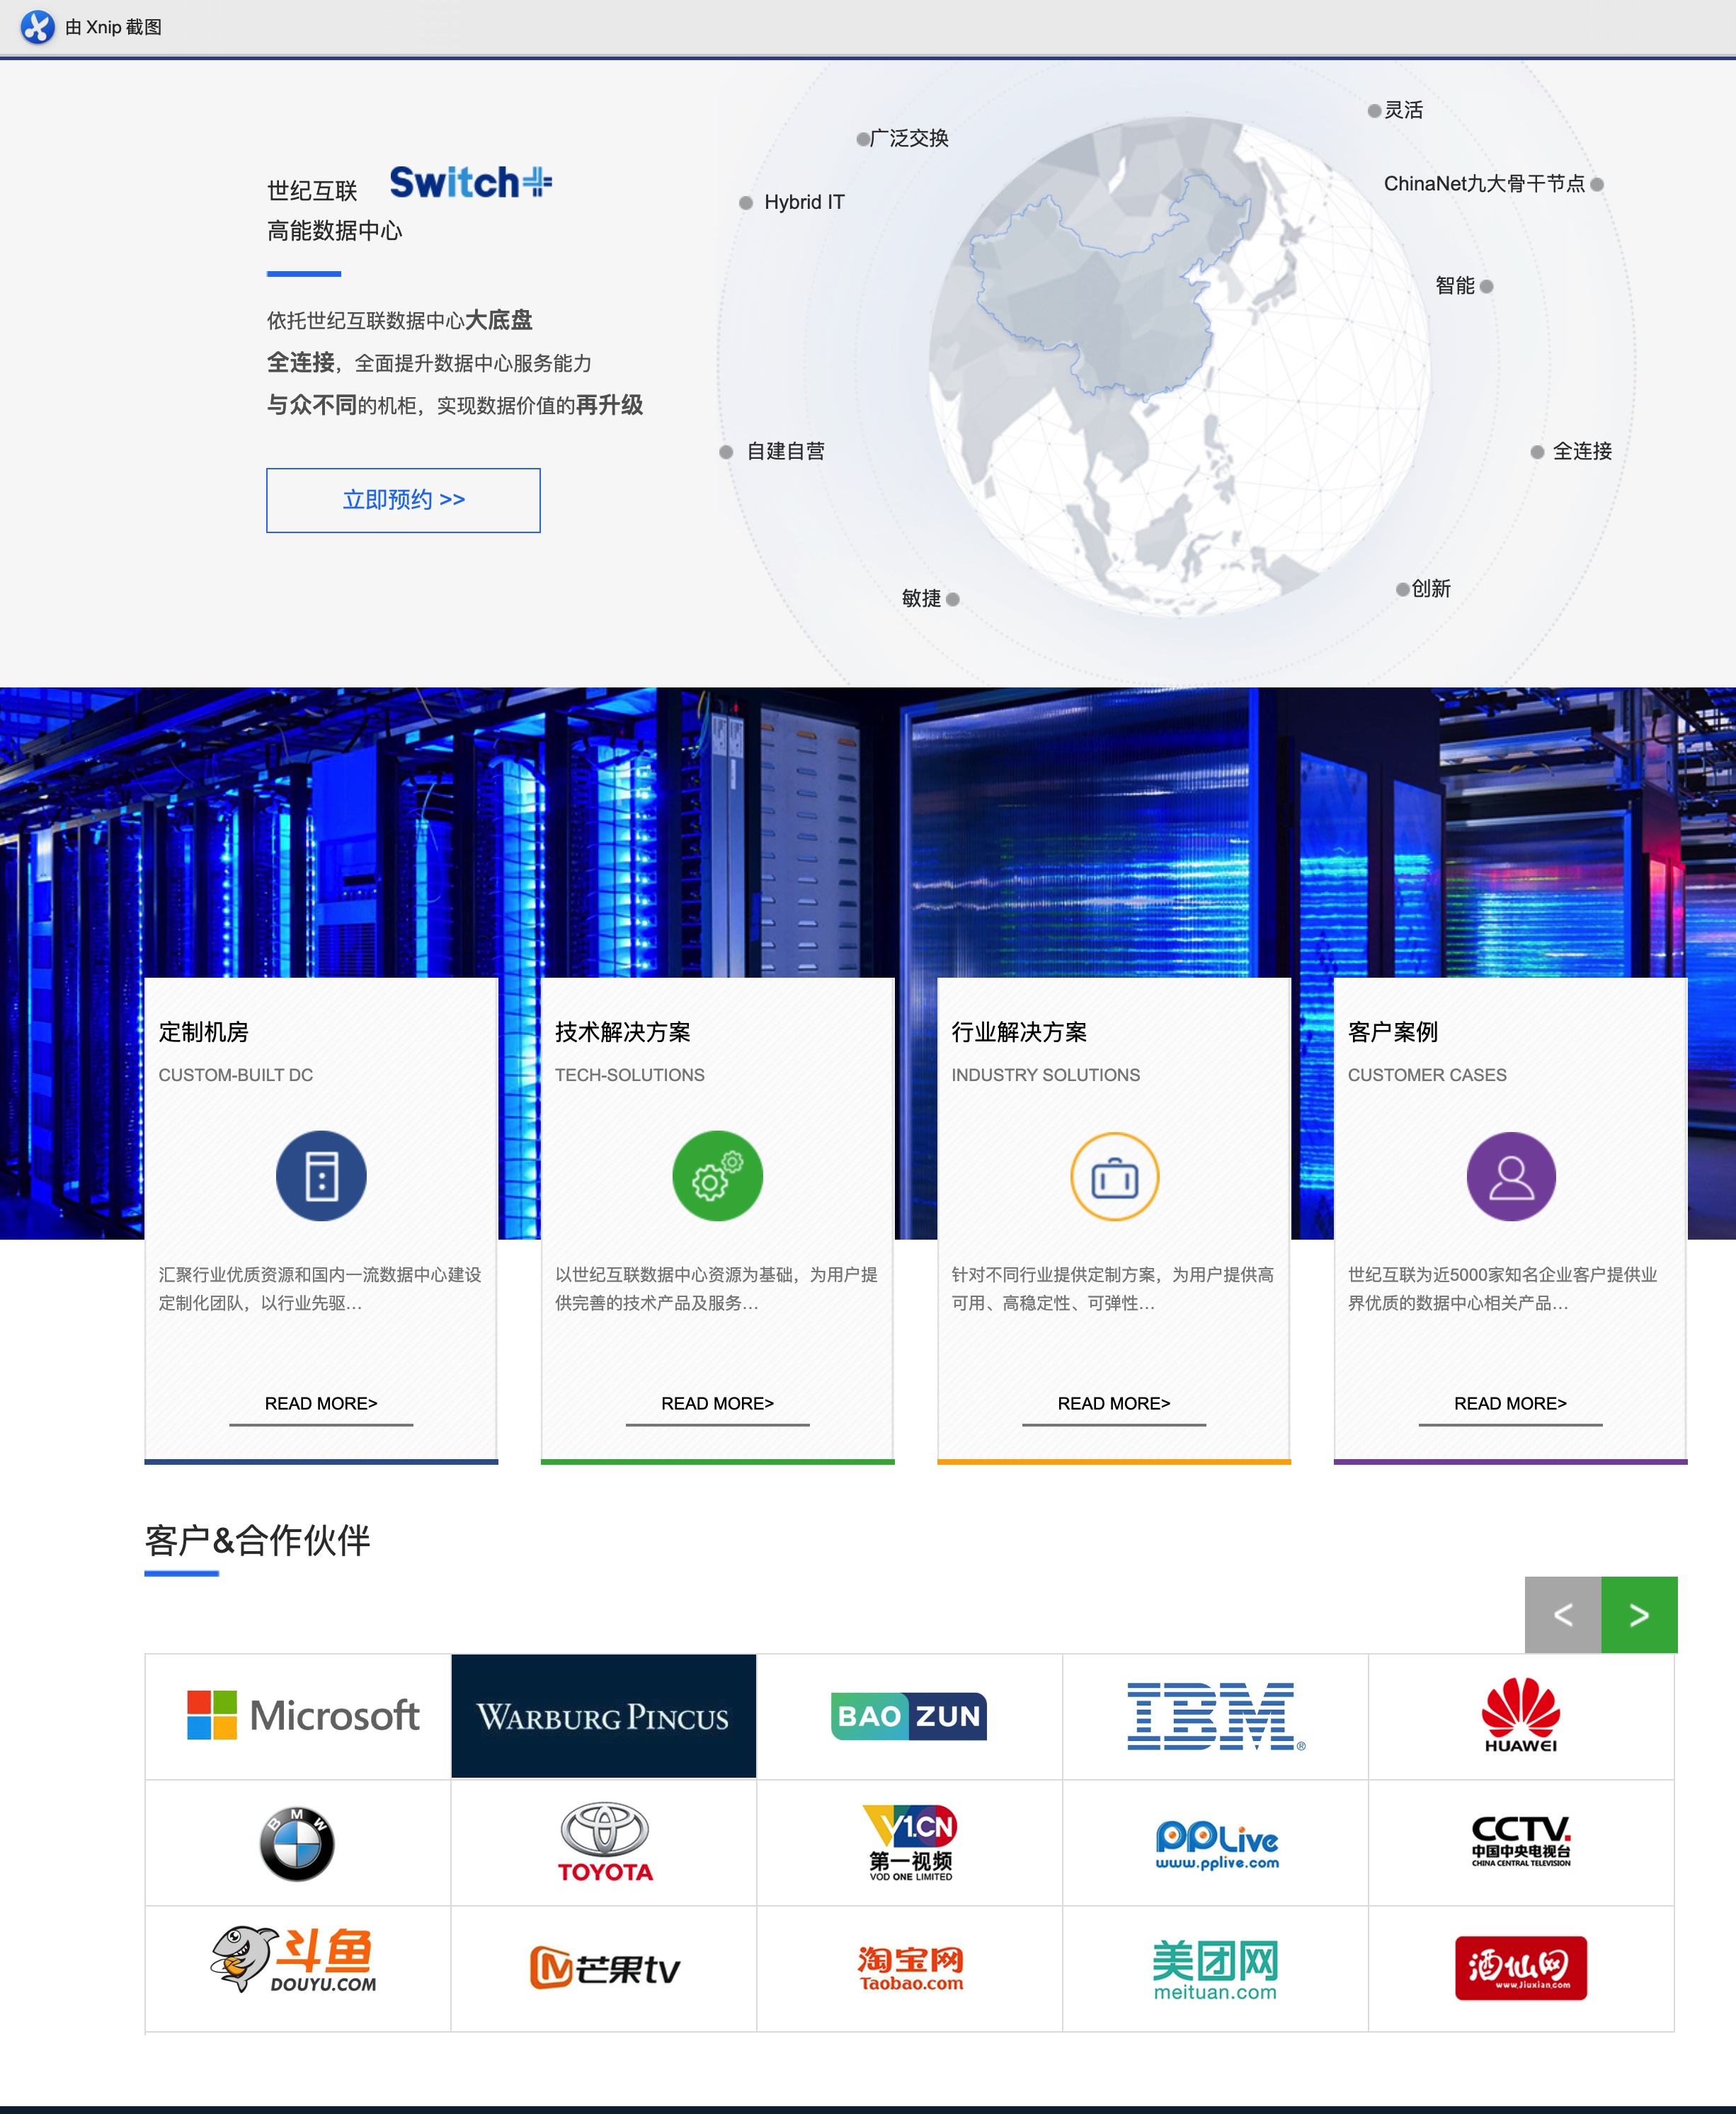 由 Xnip 截图
世纪互联 Switch
高能数据中心
依托世纪互联数据中心大底盘
全连接，全面提升数据中心服务能力
与众不同的机柜，实现数据价值的再升级
立即预约 >>
广泛交换
Hybrid IT
自建自营
敏捷
灵活
ChinaNet九大骨干节点
智能
全连接
创新
定制机房
CUSTOM-BUILT DC
汇聚行业优质资源和国内一流数据中心建设
定制化团队，以行业先驱...
READ MORE>
技术解决方案
TECH-SOLUTIONS
以世纪互联数据中心资源为基础，为用户提
供完善的技术产品及服务...
READ MORE>
行业解决方案
INDUSTRY SOLUTIONS
针对不同行业提供定制方案，为用户提供高
可用、高稳定性、可弹性...
READ MORE>
客户案例
CUSTOMER CASES
世纪互联为近5000家知名企业客户提供业
界优质的数据中心相关产品...
READ MORE>
客户&合作伙伴
< >
Microsoft
WARBURG PINCUS
BAO ZUN
IBM®
HUAWEI
BMW
TOYOTA
V1.CN
第一视频
VOD ONE LIMITED
PPLive
www.pplive.com
CCTV.
中国中央电视台
CHINA CENTRAL TELEVISION
斗鱼
DOUYU.COM
芒果tv
淘宝网
Taobao.com
美团网
meituan.com
酒仙网
www.Jiuxian.com